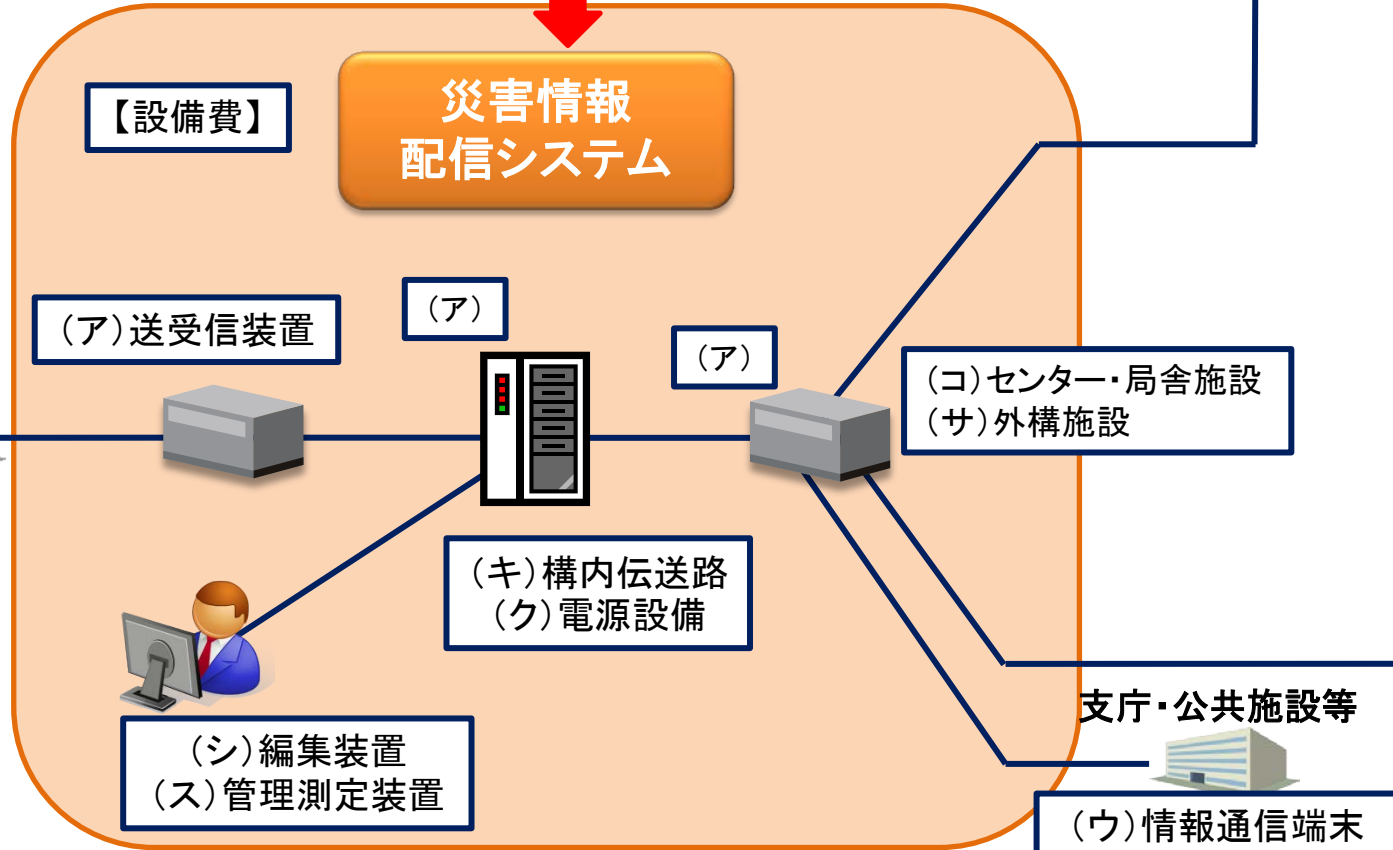 【設備費】
災害情報
配信システム
(ア)送受信装置
(ア)
(ア)
(コ)センター・局舎施設
(サ)外構施設
(キ)構内伝送路
(ク)電源設備
(シ)編集装置
(ス)管理測定装置
支庁・公共施設等
(ウ)情報通信端末